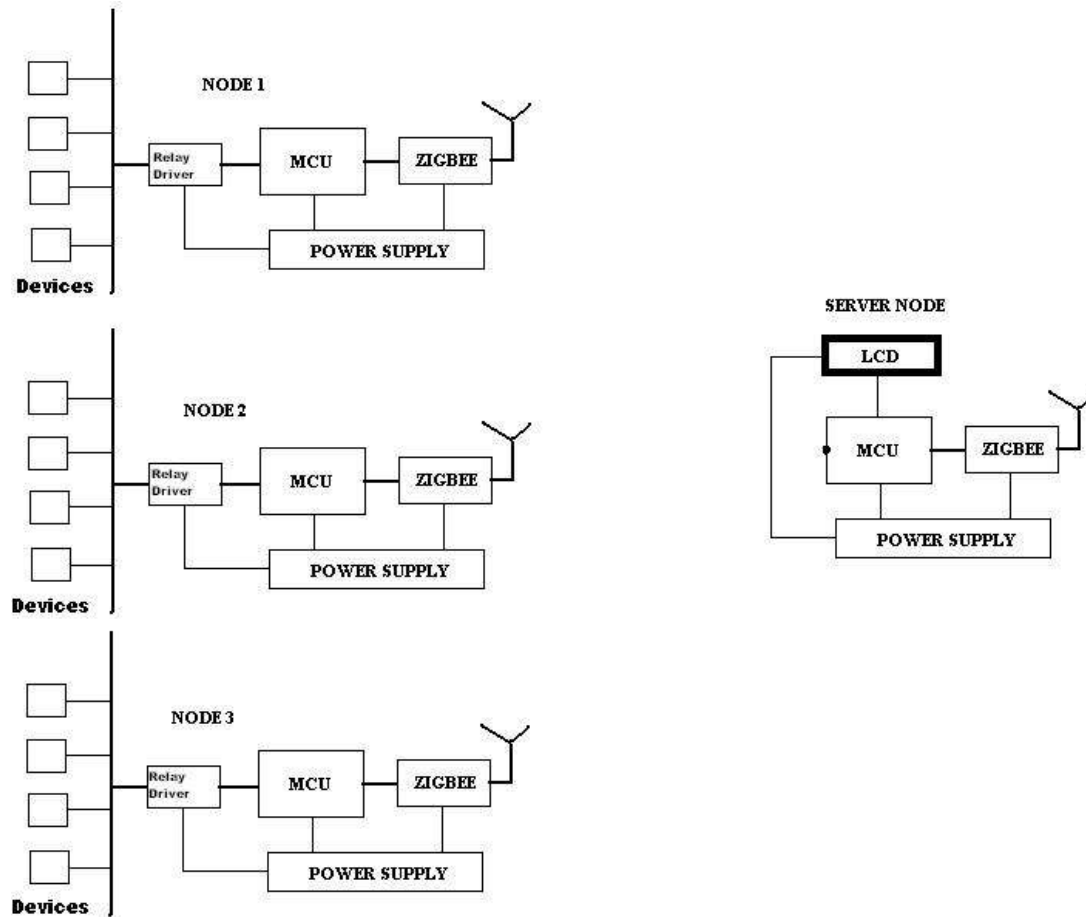 NODE 1
Relay
Driver
MCU
ZIGBEE
POWER SUPPLY
Devices
NODE 2
Relay
Driver
MCU
ZIGBEE
POWER SUPPLY
Devices
NODE 3
Relay
Driver
MCU
ZIGBEE
POWER SUPPLY
Devices
SERVER NODE
LCD
MCU
ZIGBEE
POWER SUPPLY